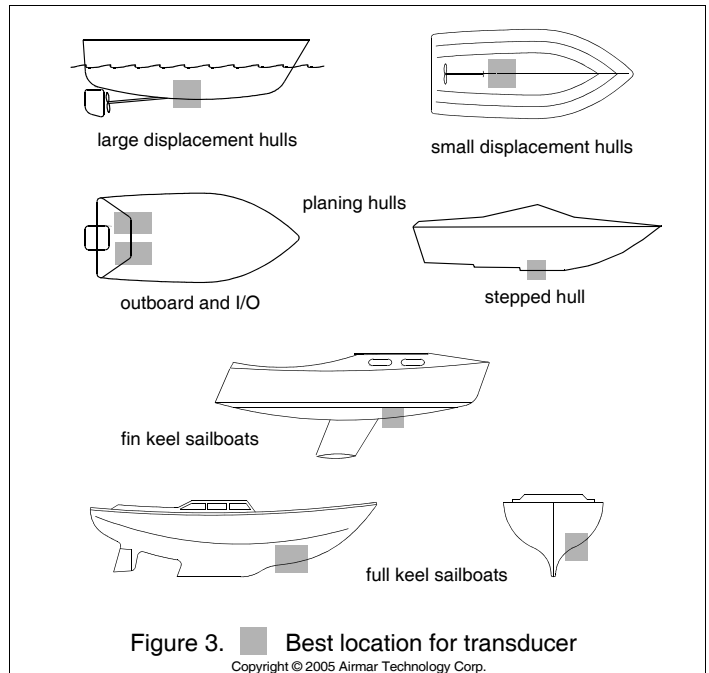 large displacement hulls
small displacement hulls
planing hulls
outboard and I/O
stepped hull
fin keel sailboats
full keel sailboats
Figure 3. Best location for transducer
Copyright © 2005 Airmar Technology Corp.